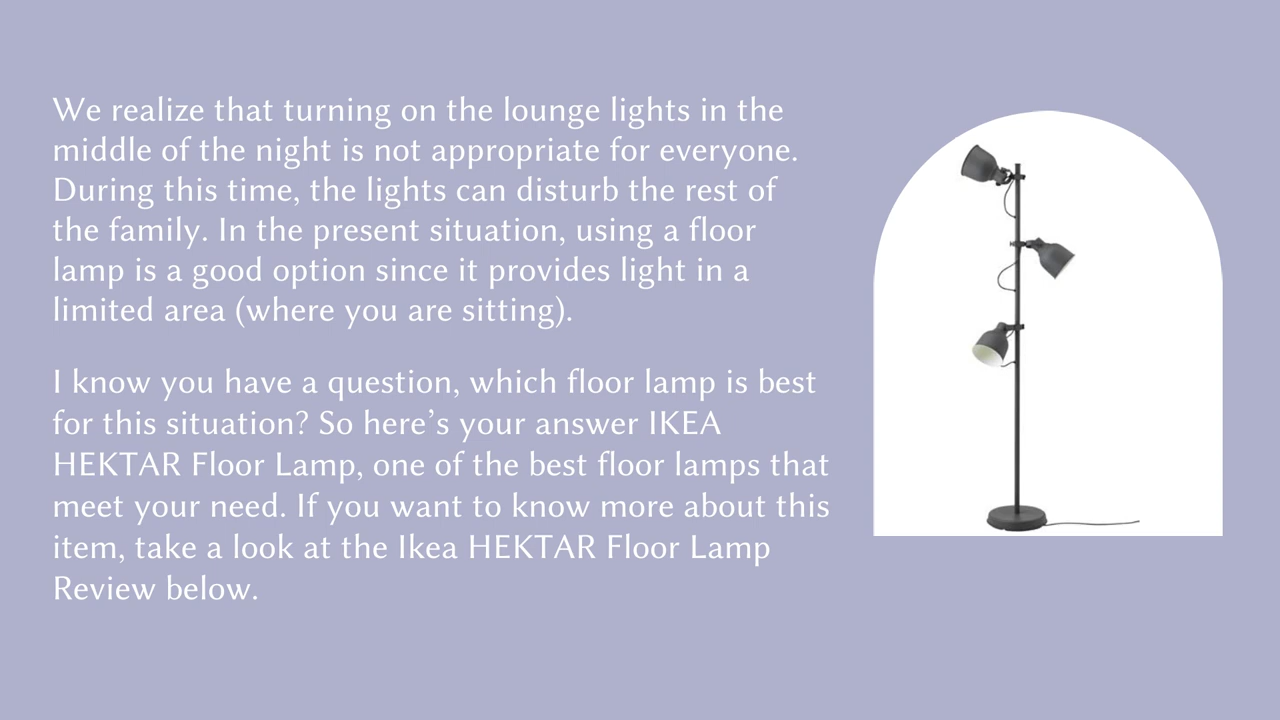 We realize that turning on the lounge lights in the
middle of the night is not appropriate for everyone.
During this time, the lights can disturb the rest of
the family. In the present situation, using a floor
lamp is a good option since it provides light in a
limited area (where you are sitting).
I know you have a question, which floor lamp is best
for this situation? So here’s your answer IKEA
HEKTAR Floor Lamp, one of the best floor lamps that
meet your need. If you want to know more about this
item, take a look at the Ikea HEKTAR Floor Lamp
Review below.